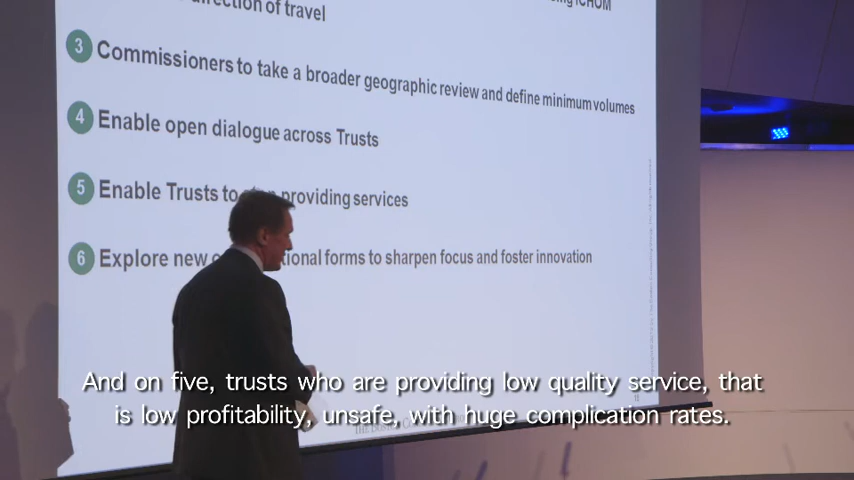 direction of travel
ICHOM
3 Commissioners to take a broader geographic review and define minimum volumes
4 Enable open dialogue across Trusts
5 Enable Trusts to providing services
6 Explore new forms to sharpen focus and foster innovation
And on five, trusts who are providing low quality service, that
is low profitability, unsafe, with huge complication rates.